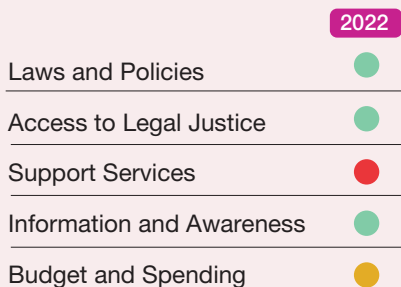 2022
Laws and Policies
Access to Legal Justice
Support Services
Information and Awareness
Budget and Spending